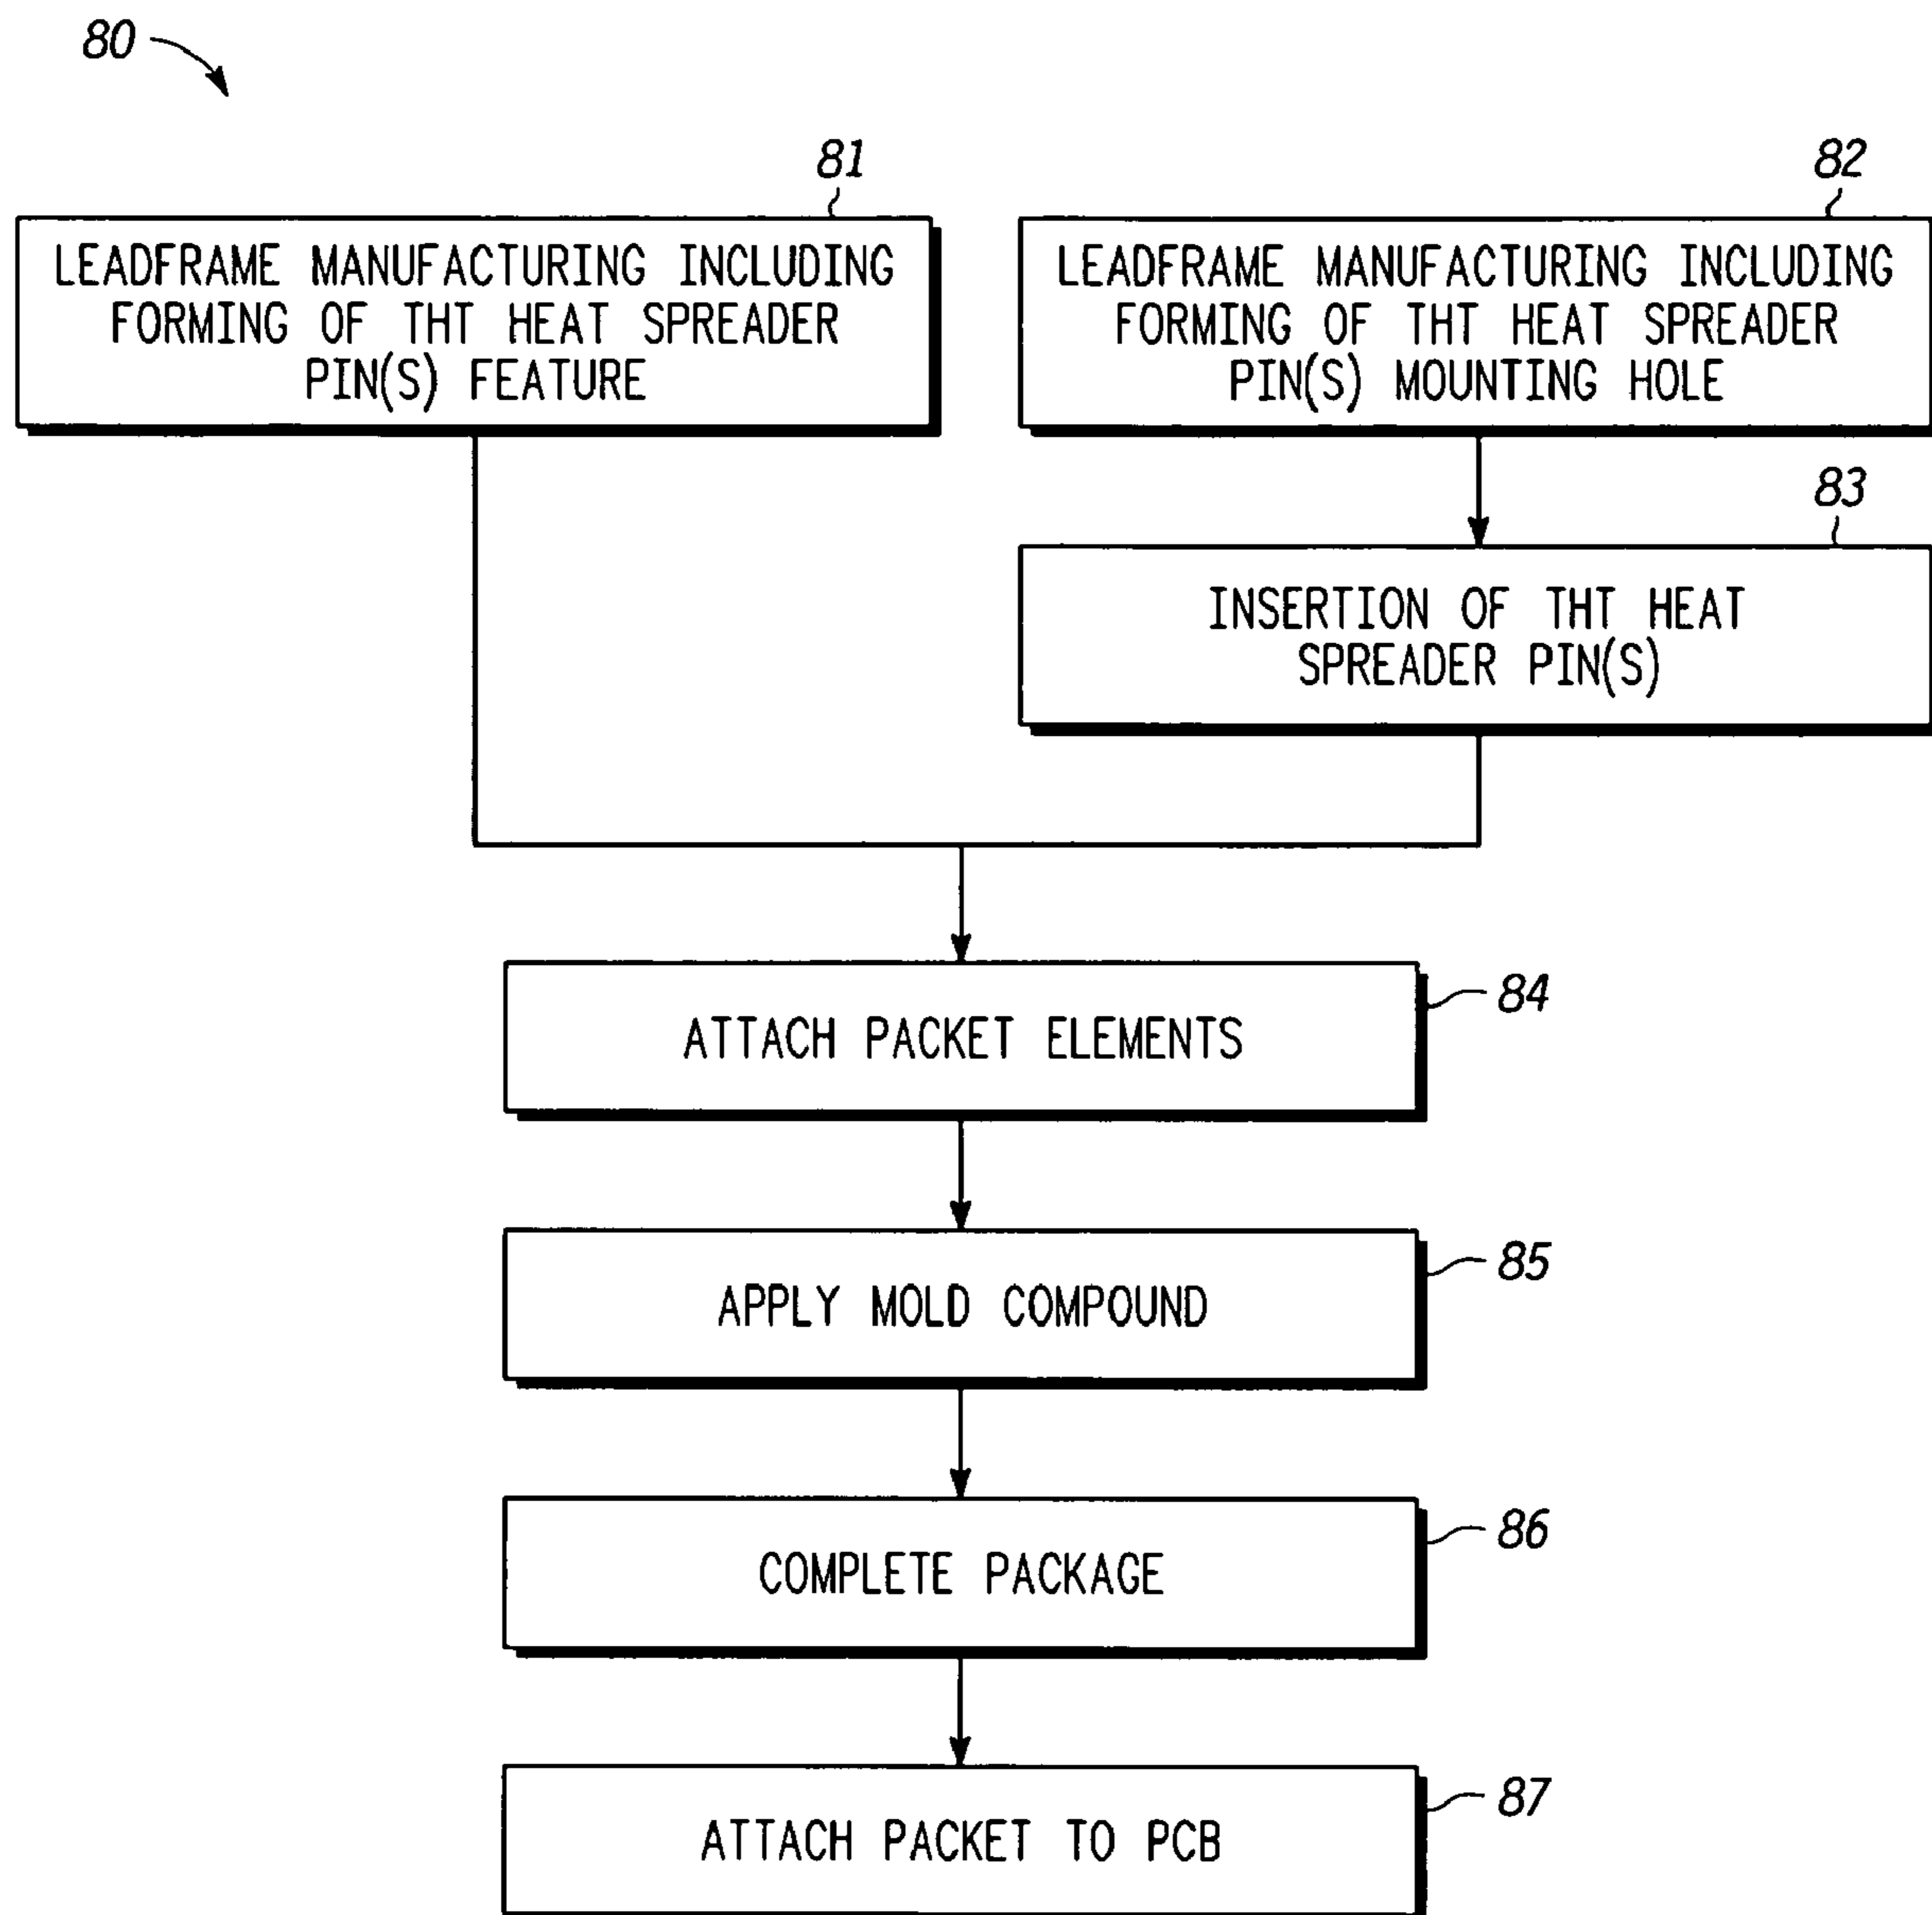 80
81
LEADFRAME MANUFACTURING INCLUDING
FORMING OF THT HEAT SPREADER
PIN(S) FEATURE
82
LEADFRAME MANUFACTURING INCLUDING
FORMING OF THT HEAT SPREADER
PIN(S) MOUNTING HOLE
83
INSERTION OF THT HEAT
SPREADER PIN(S)
84
ATTACH PACKET ELEMENTS
85
APPLY MOLD COMPOUND
86
COMPLETE PACKAGE
87
ATTACH PACKET TO PCB